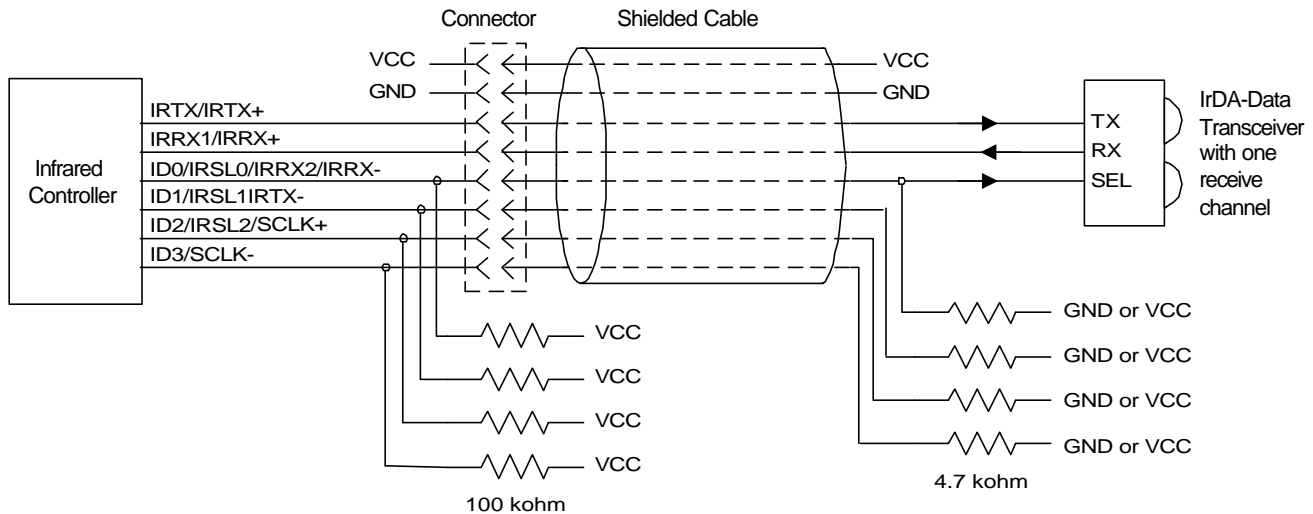 Connector
Shielded Cable
VCC
VCC
GND
GND
IRTX/IRTX+
IRRX1/IRRX+
ID0/IRSL0/IRRX2/IRRX-
ID1/IRSL1IRTX-
ID2/IRSL2/SCLK+
ID3/SCLK-
Infrared
Controller
TX
RX
SEL
IrDA-Data
Transceiver
with one
receive
channel
VCC
VCC
VCC
VCC
100 kohm
GND or VCC
GND or VCC
GND or VCC
GND or VCC
4.7 kohm